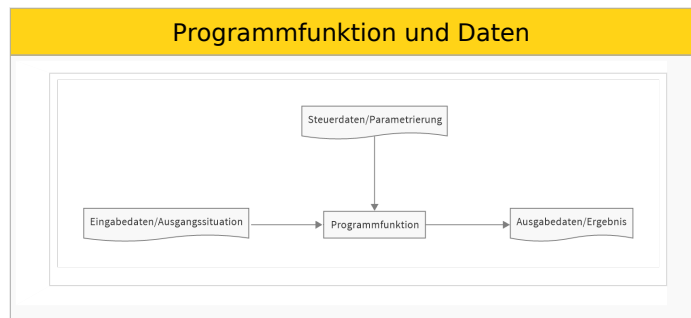 Programmfunktion und Daten
Steuerdaten/Parametrierung
Eingabedaten/Ausgangssituation
Programmfunktion
Ausgabedaten/Ergebnis